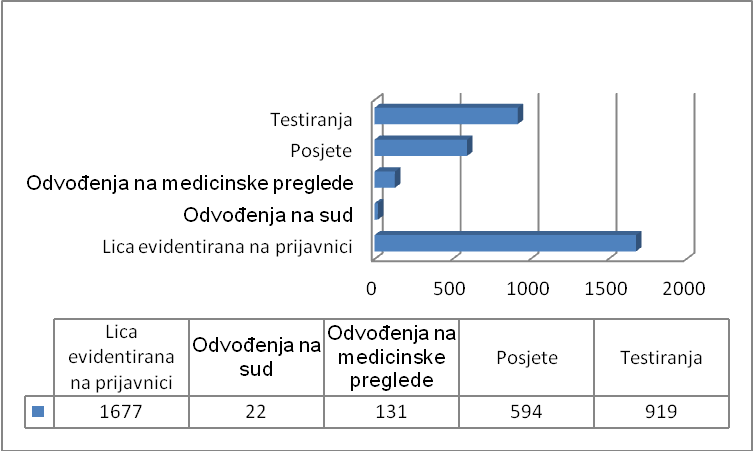 Testiranja
Posjete
Odvođenja na medicinske preglede
Odvođenja na sud
Lica evidentirana na prijavnici
0 500 1000 1500 2000
Lica
evidentirana
na prijavnici
Odvođenja na
sud
Odvođenja na
medicinske
preglede
Posjete
Testiranja
1677 22 131 594 919